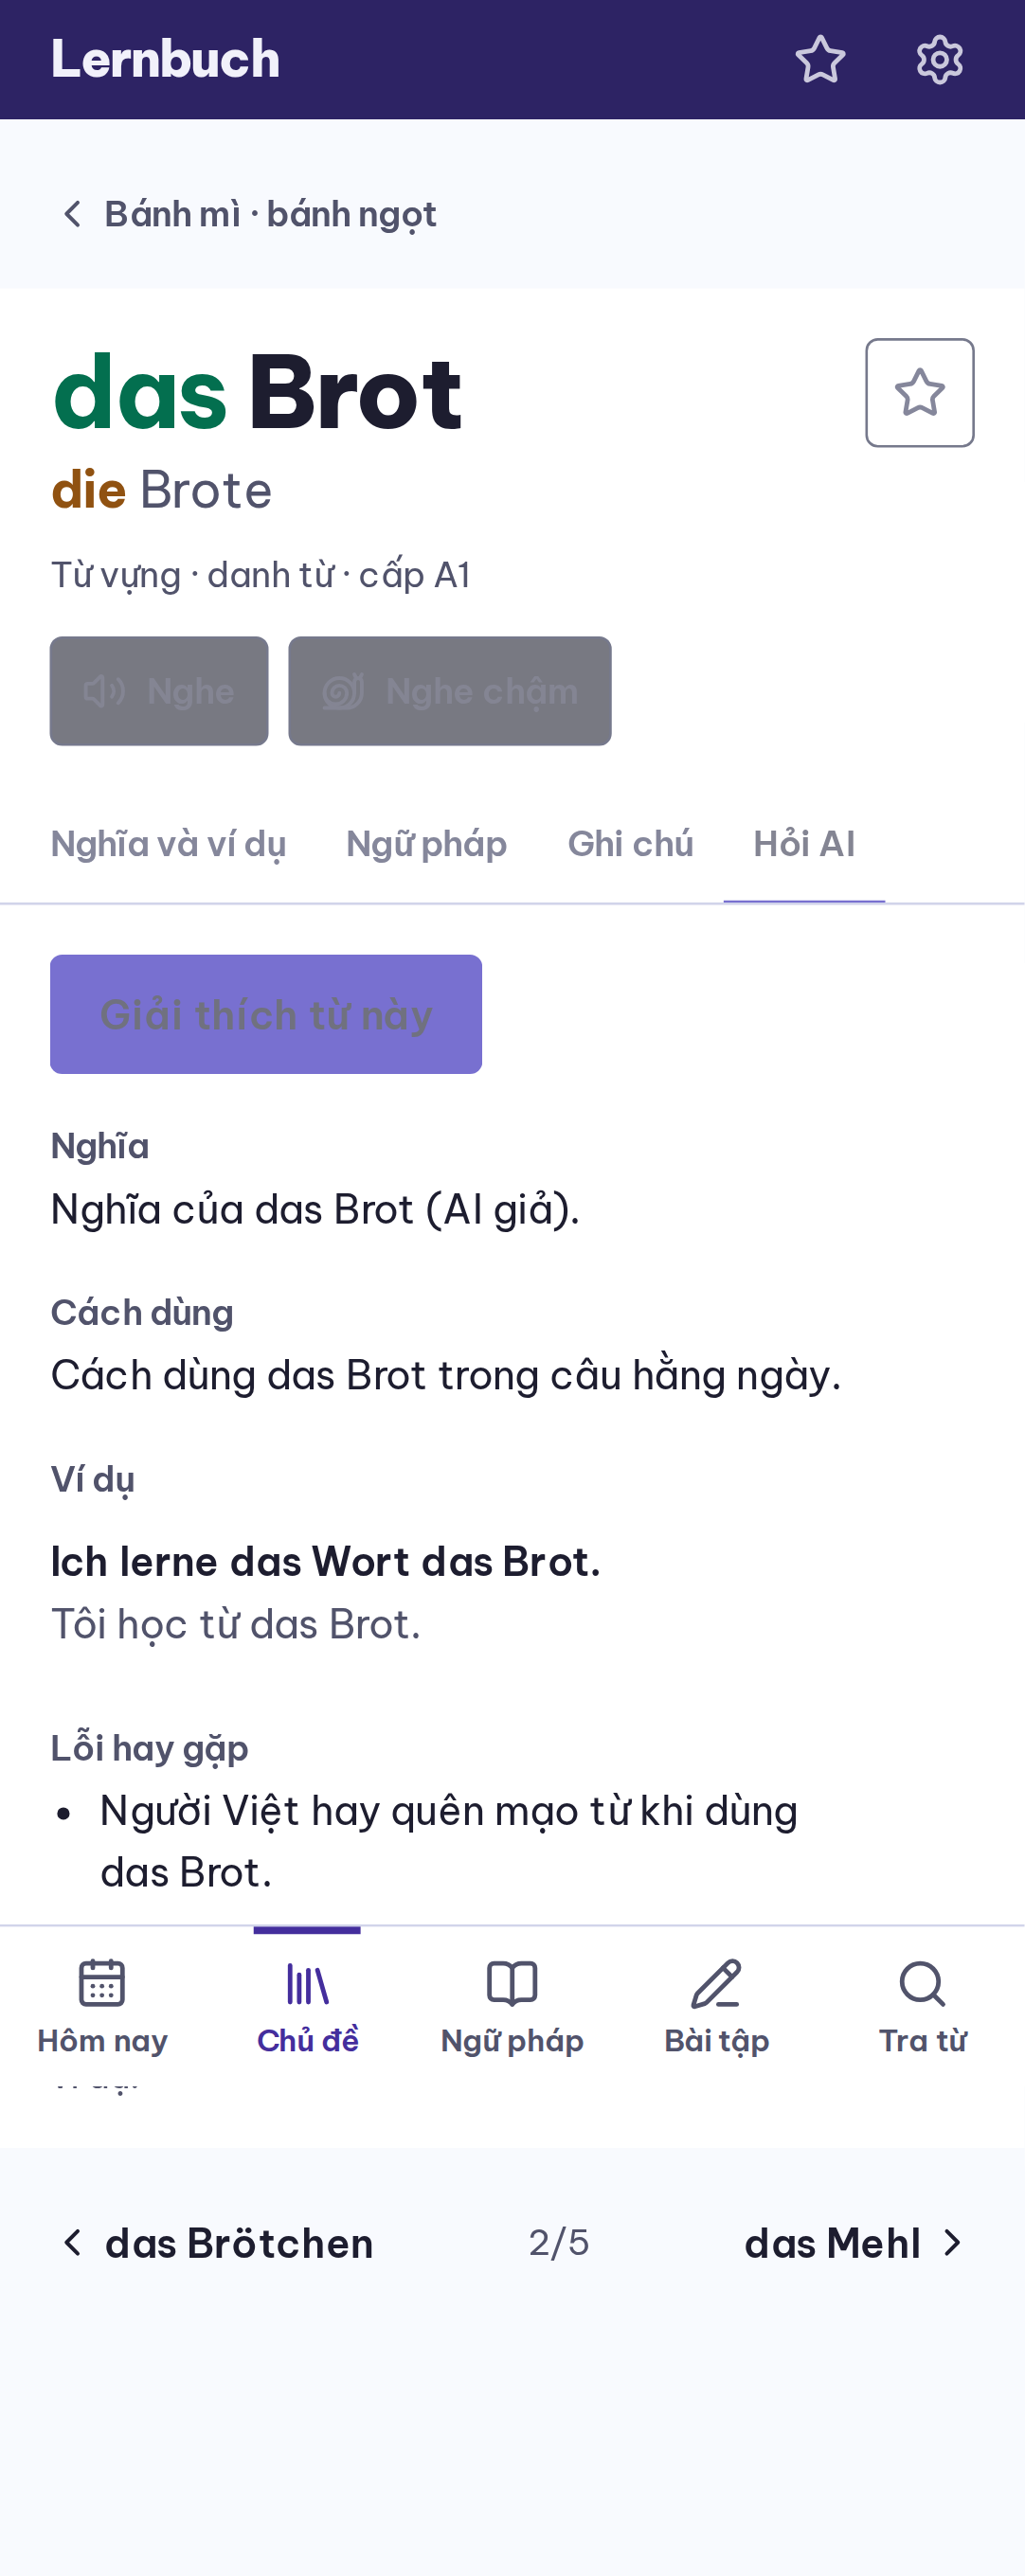 Lernbuch
Bánh mì · bánh ngọt
das Brot
die Brote
Từ vựng · danh từ · cấp A1
Nghe
Nghe chậm
Nghĩa và ví dụ
Ngữ pháp
Ghi chú
Hỏi AI
Giải thích từ này
Nghĩa
Nghĩa của das Brot (AI giả).
Cách dùng
Cách dùng das Brot trong câu hằng ngày.
Ví dụ
Ich lerne das Wort das Brot.
Tôi học từ das Brot.
Lỗi hay gặp
• Người Việt hay quên mạo từ khi dùng
das Brot.
Hôm nay
Chủ đề
Ngữ pháp
Bài tập
Tra từ
das Brötchen
2/5
das Mehl